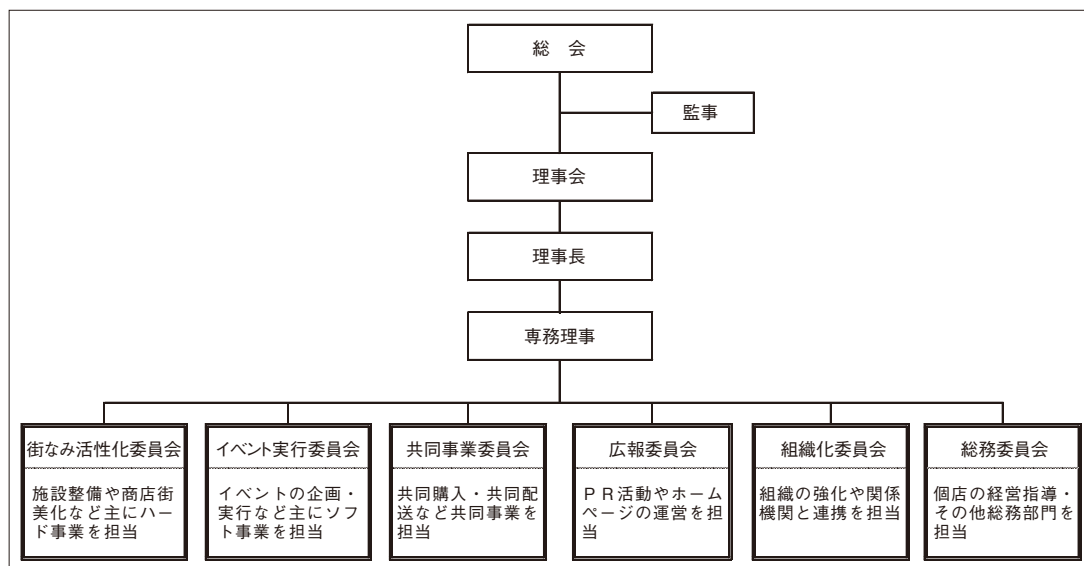 総　会
監事
理事会
理事長
専務理事
街なみ活性化委員会
施設整備や商店街
美化など主にハー
ド事業を担当
イベント実行委員会
イベントの企画・
実行など主にソフ
ト事業を担当
共同事業委員会
共同購入・共同配
送など共同事業を
担当
広報委員会
ＰＲ活動やホーム
ページの運営を担
当
組織化委員会
組織の強化や関係
機関と連携を担当
総務委員会
個店の経営指導・
その他総務部門を
担当